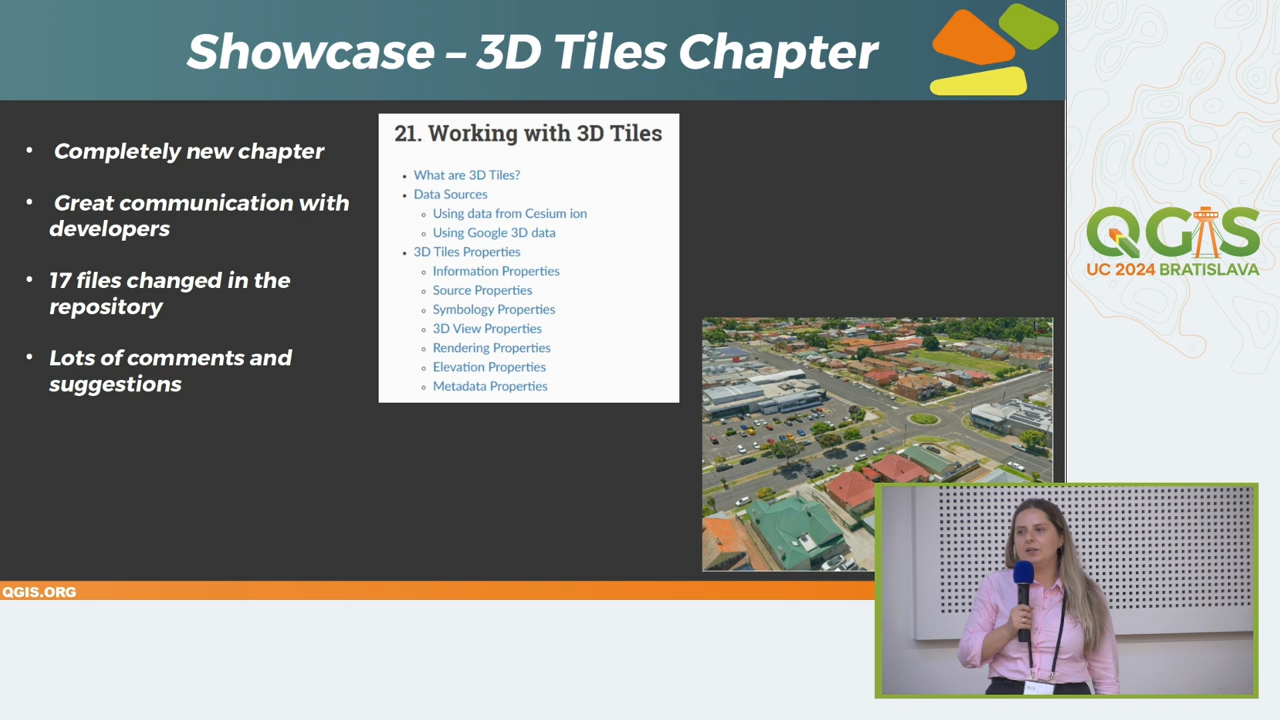 Showcase – 3D Tiles Chapter
• Completely new chapter
• Great communication with
developers
• 17 files changed in the
repository
• Lots of comments and
suggestions
21. Working with 3D Tiles
• What are 3D Tiles?
• Data Sources
◦ Using data from Cesium ion
◦ Using Google 3D data
• 3D Tiles Properties
◦ Information Properties
◦ Source Properties
◦ Symbology Properties
◦ 3D View Properties
◦ Rendering Properties
◦ Elevation Properties
◦ Metadata Properties
QGIS.ORG
QGIS
UC 2024 BRATISLAVA